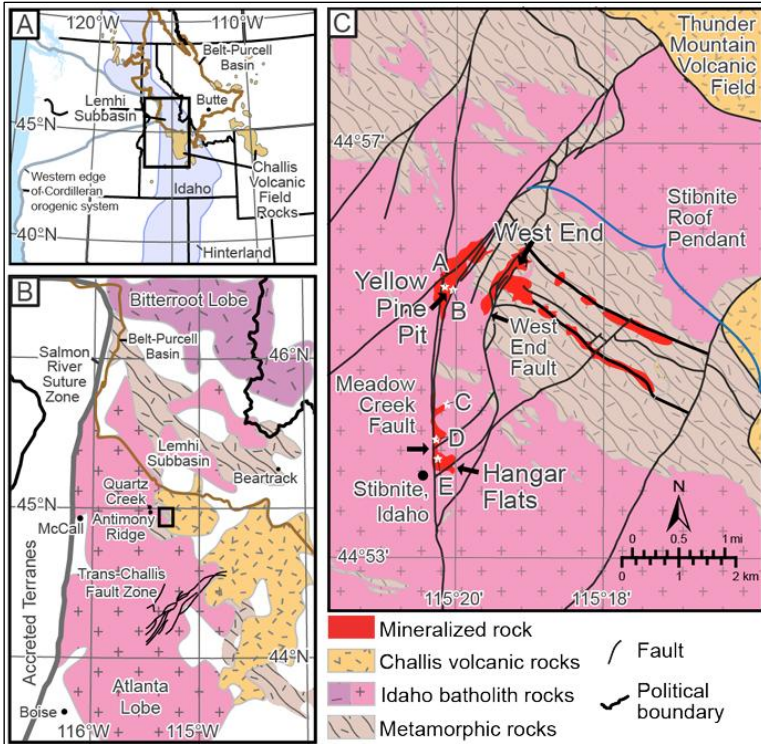 A
120°W
110°W
Belt-Purcell
Basin
Lemhi
Subbasin
Butte
45°N
Western edge
of Cordilleran
orogenic system
Idaho
Challis
Volcanic
Field
Rocks
40°N
Hinterland
B
Bitterroot Lobe
Belt-Purcell
Basin
Salmon
River
Suture
Zone
46°N
Lemhi
Subbasin
Beartrack
Quartz
Creek
45°N
McCall
Antimony
Ridge
Trans-Challis
Fault Zone
Accreted Terranes
44°N
Atlanta
Lobe
Boise
116°W
115°W
C
Thunder
Mountain
Volcanic
Field
44°57'
Stibnite
Roof
Pendant
West End
A
Yellow
Pine
Pit
B
West
End
Fault
Meadow
Creek
Fault
C
D
E
Hangar
Flats
Stibnite,
Idaho
N
0 0.5 1 mi
44°53'
0 1 2 km
115°20'
115°18'
Mineralized rock
Challis volcanic rocks
Idaho batholith rocks
Metamorphic rocks
Fault
Political
boundary